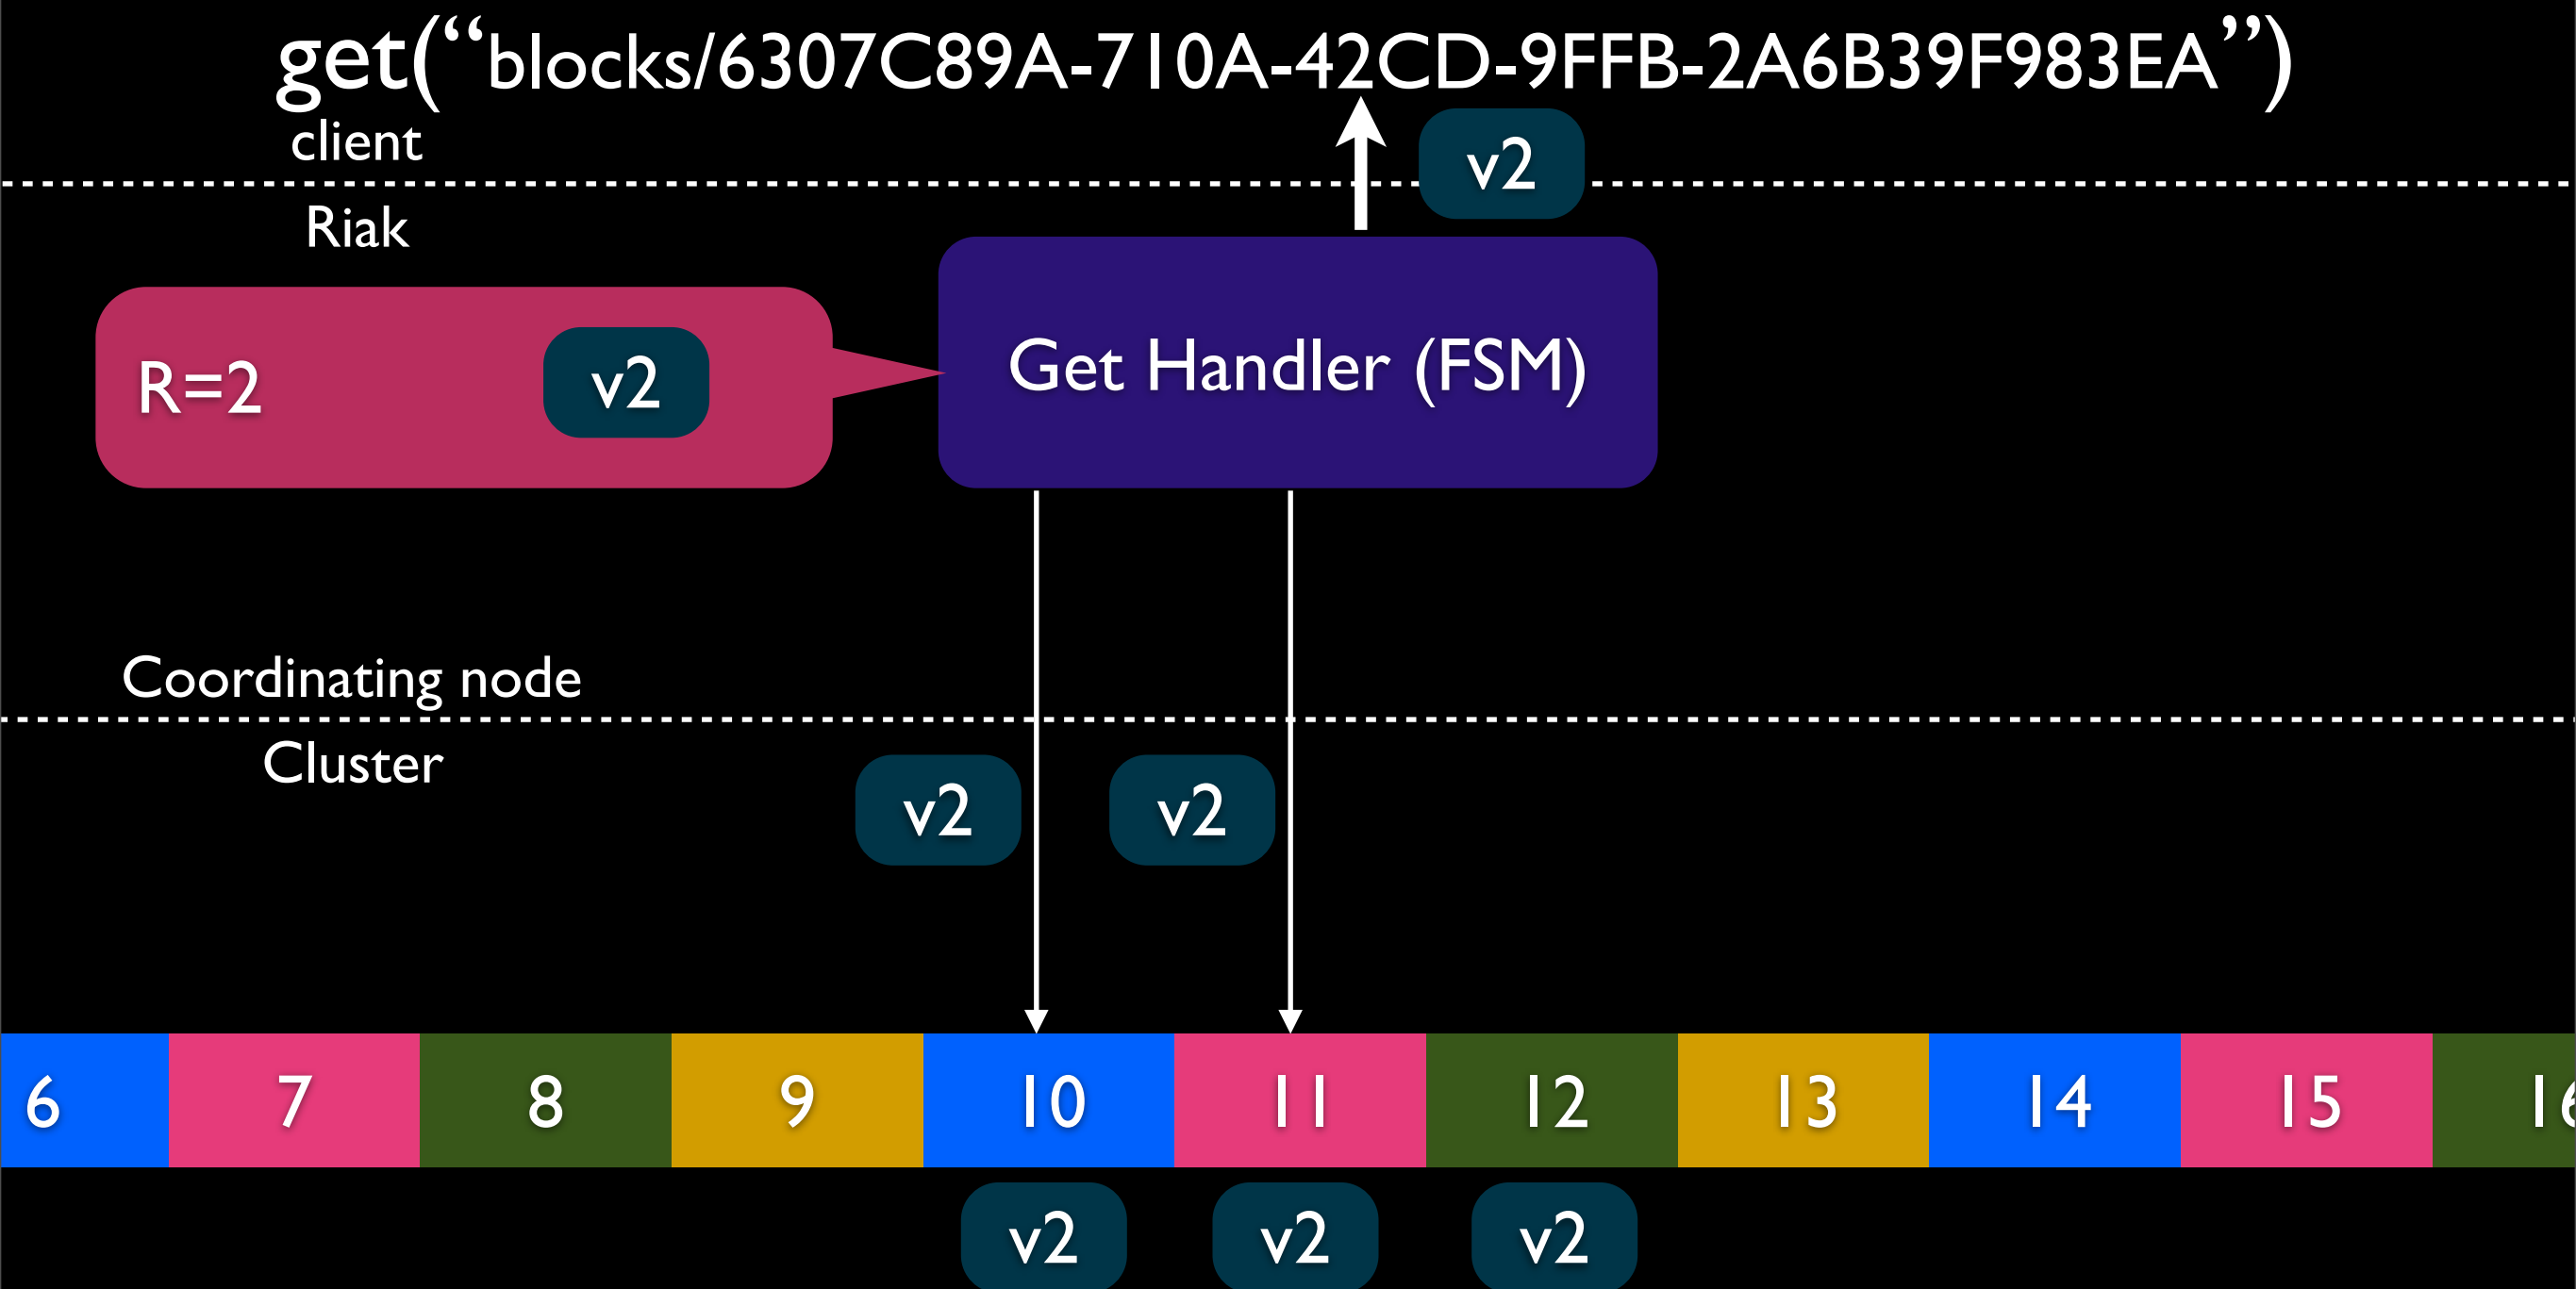 get(“blocks/6307C89A-710A-42CD-9FFB-2A6B39F983EA”)
client
v2
Riak
R=2
v2
Get Handler (FSM)
Coordinating node
Cluster
v2 v2
6 7 8 9 10 11 12 13 14 15 16
v2 v2 v2